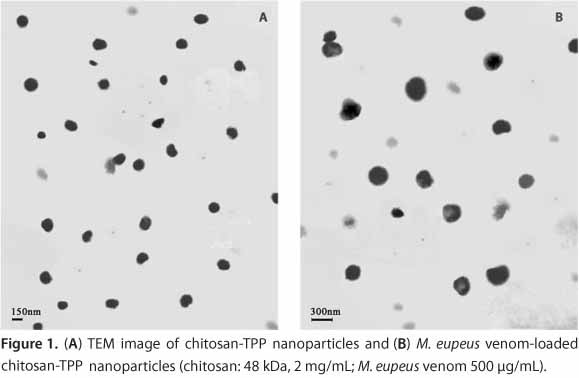 A
B
150nm
300nm
Figure 1. (A) TEM image of chitosan-TPP nanoparticles and (B) M. eupeus venom-loaded
chitosan-TPP nanoparticles (chitosan: 48 kDa, 2 mg/mL; M. eupeus venom 500 µg/mL).